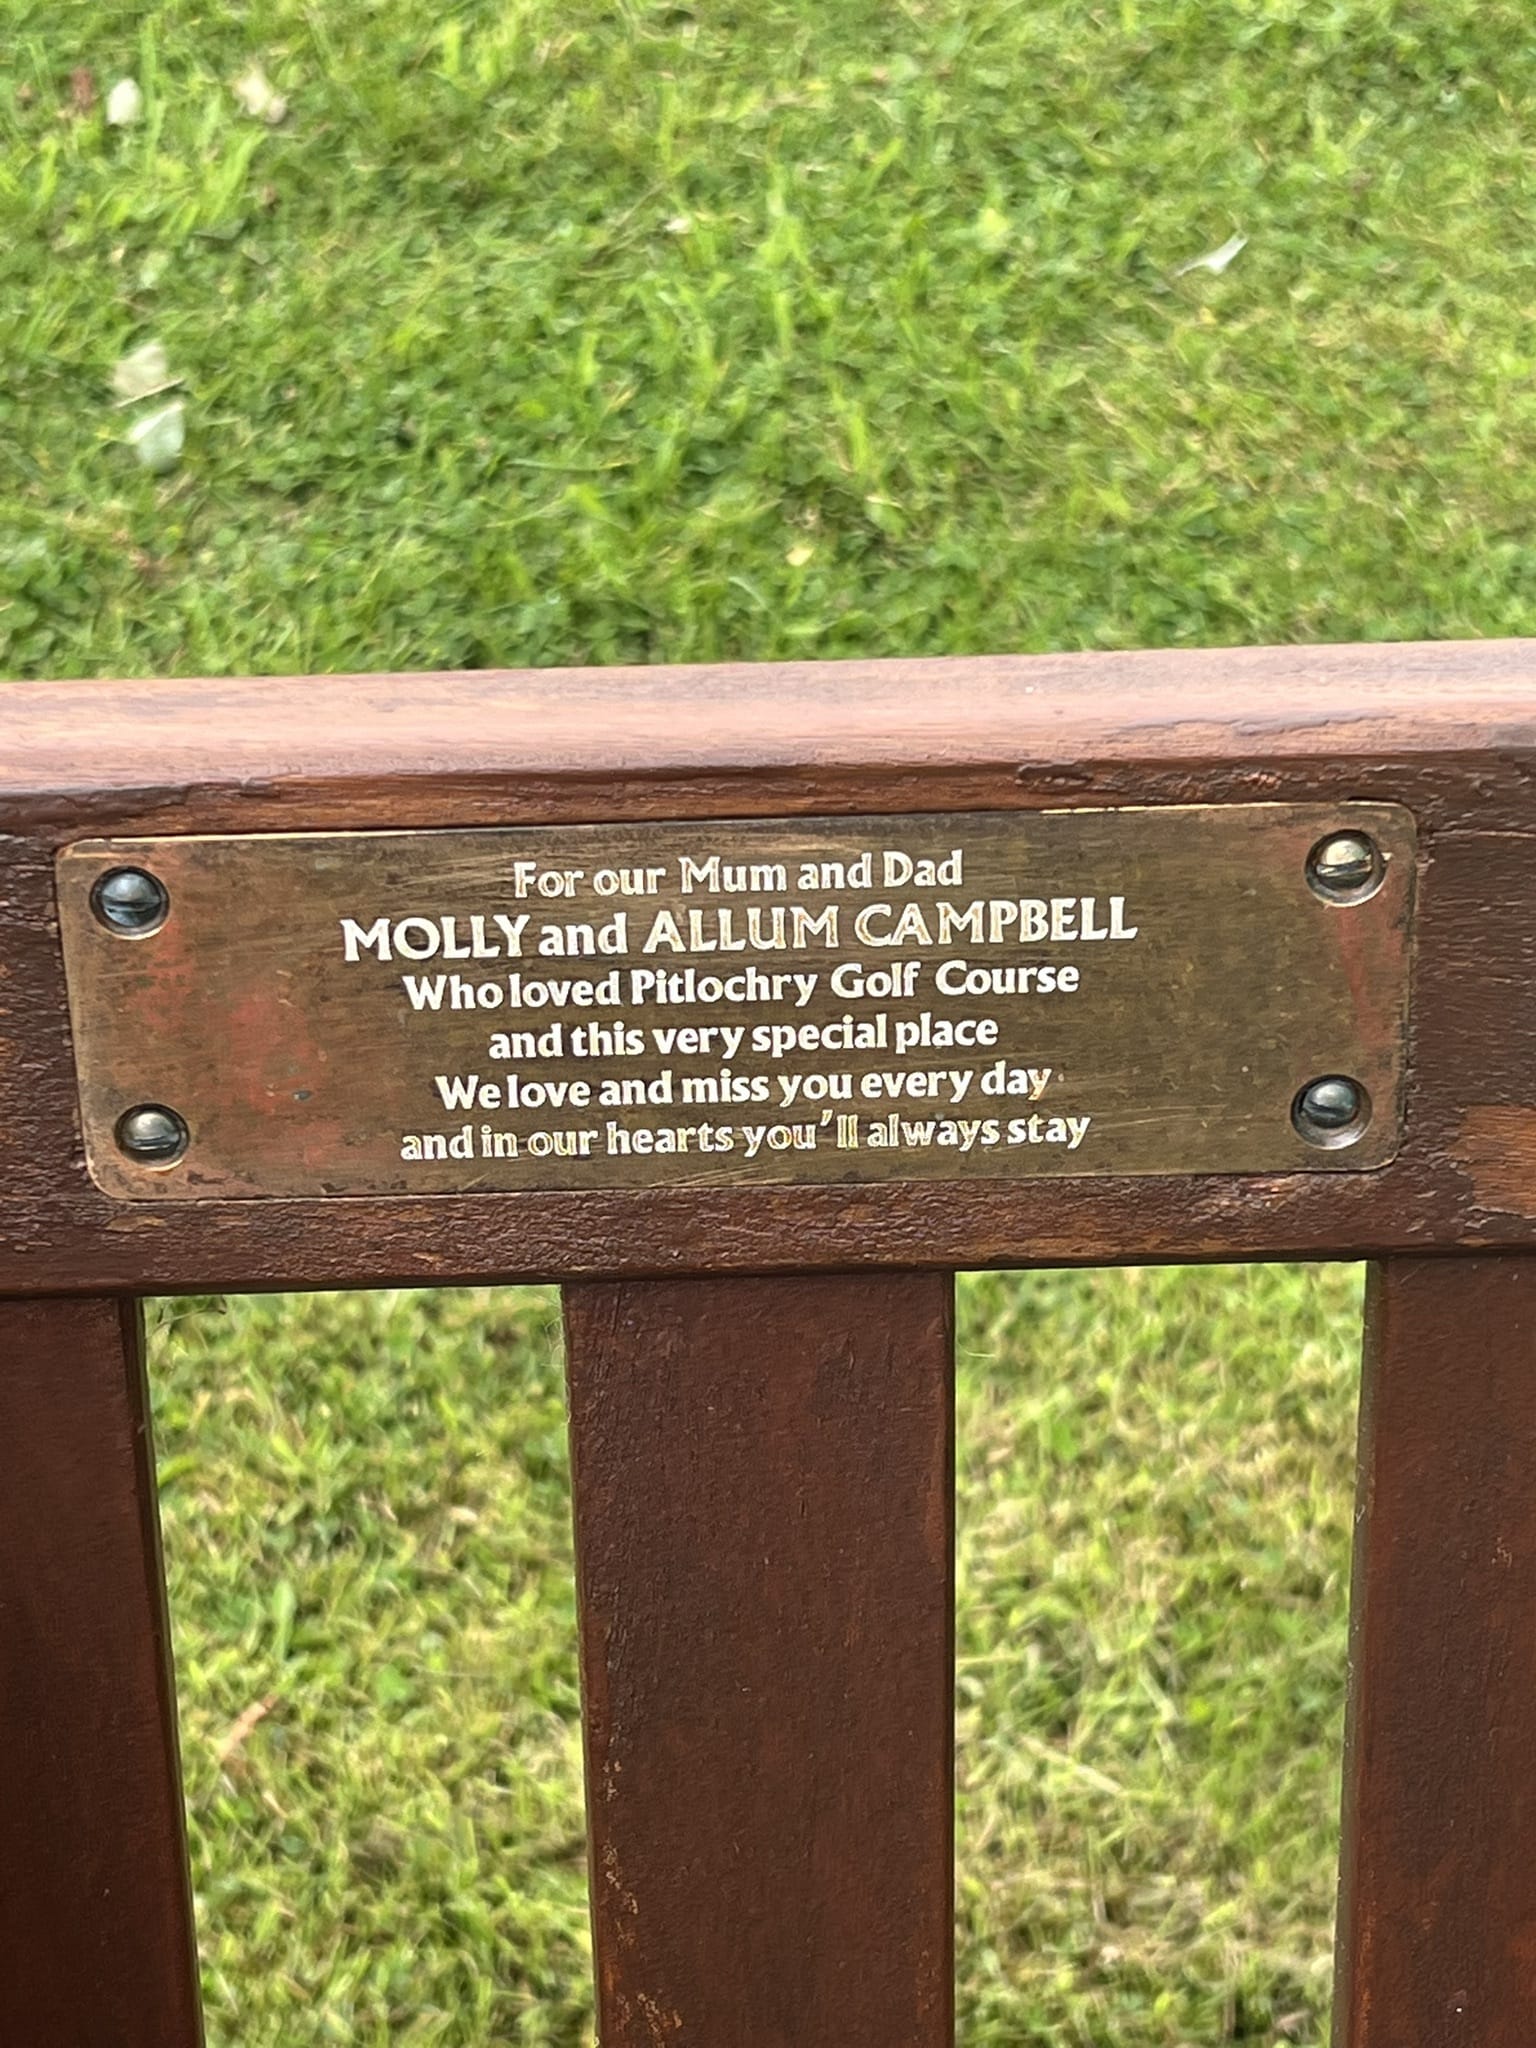 For our Mum and Dad
MOLLY and ALLUM CAMPBELL
Who loved Pitlochry Golf Course
and this very special place
We love and miss you every day
and in our hearts you'll always stay